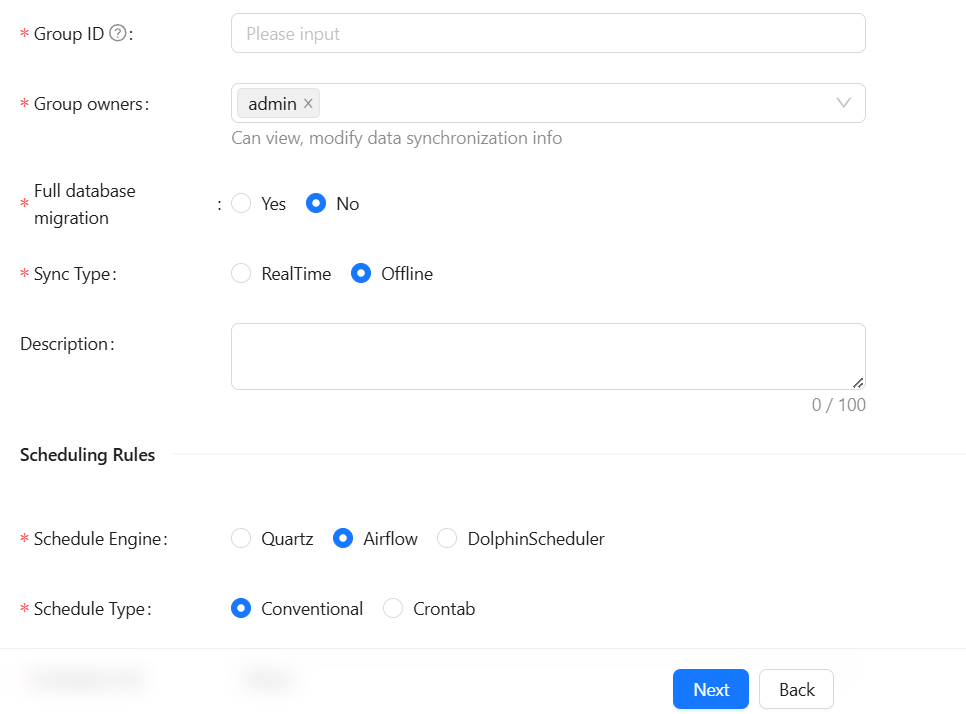 * Group ID ? :
Please input
* Group owners :
admin ×
Can view, modify data synchronization info
* Full database
migration :
Yes No
* Sync Type :
RealTime Offline
Description :
0 / 100
Scheduling Rules
* Schedule Engine :
Quartz Airflow DolphinScheduler
* Schedule Type :
Conventional Crontab
Next Back